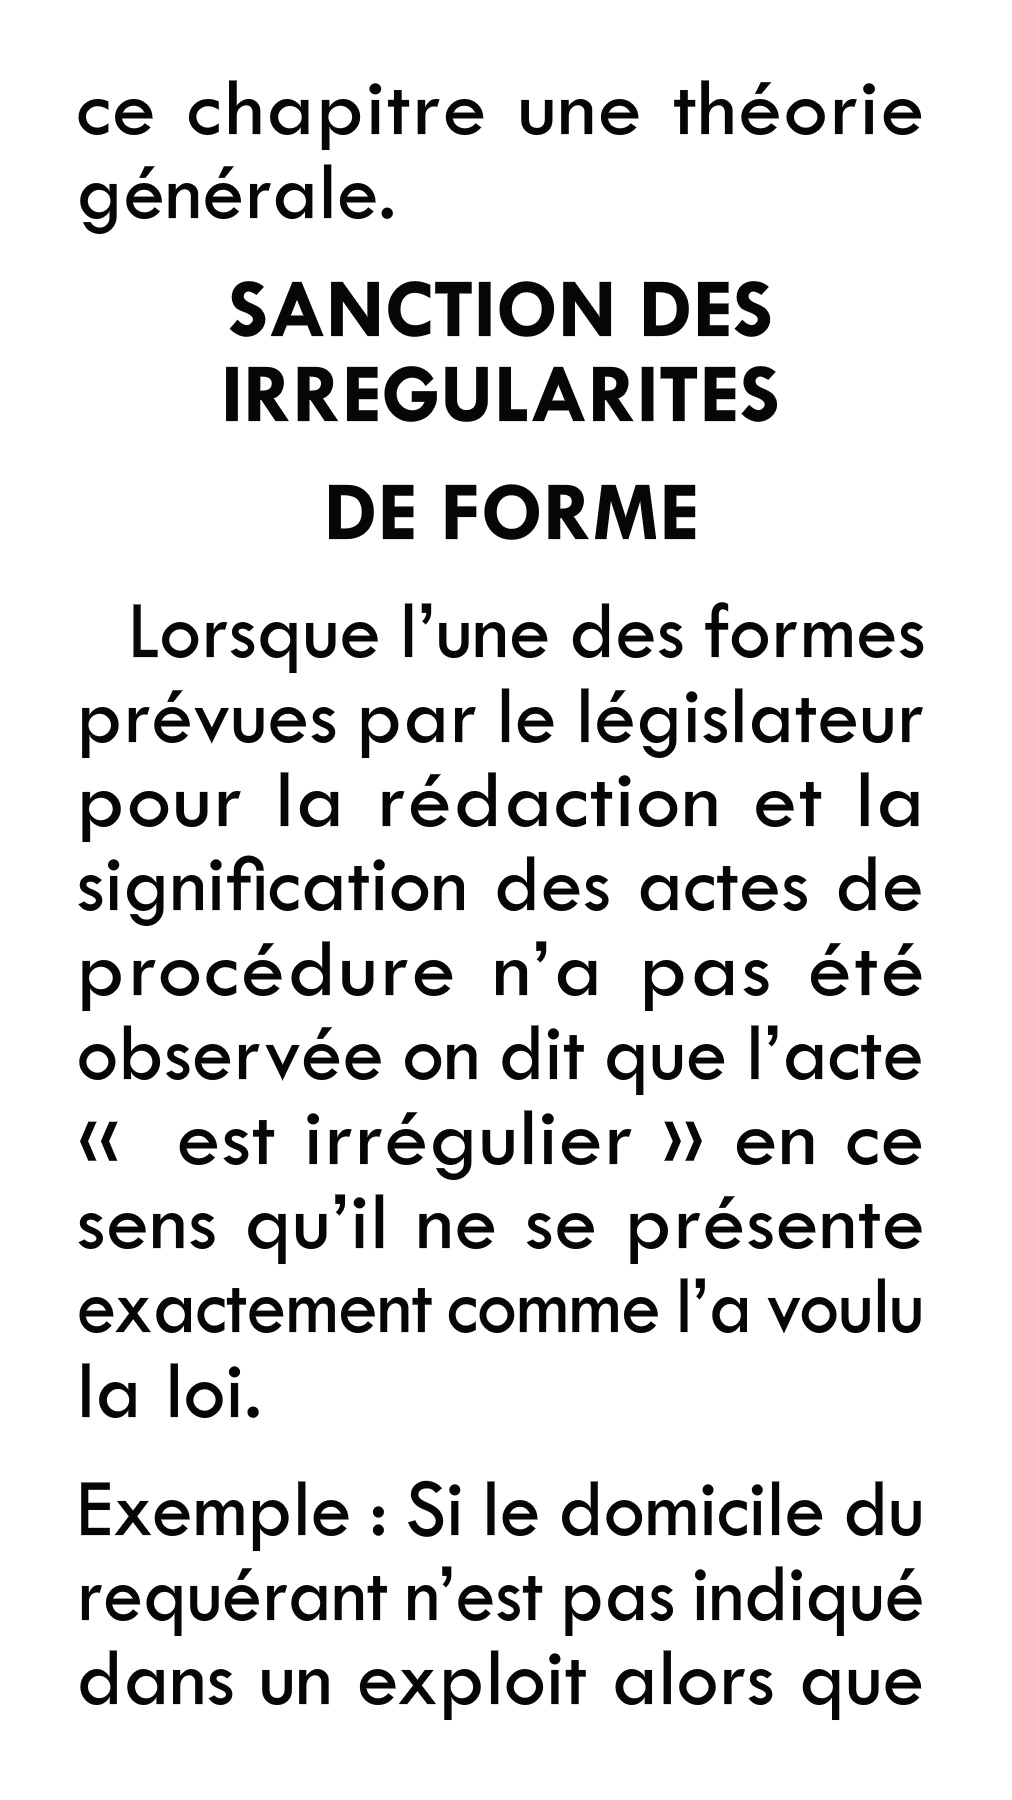 ce chapitre une théorie
générale.
SANCTION DES
IRREGULARITES
DE FORME
Lorsque l’une des formes
prévues par le législateur
pour la rédaction et la
signification des actes de
procédure n’a pas été
observée on dit que l’acte
« est irrégulier » en ce
sens qu’il ne se présente
exactement comme l’a voulu
la loi.
Exemple : Si le domicile du
requérant n’est pas indiqué
dans un exploit alors que